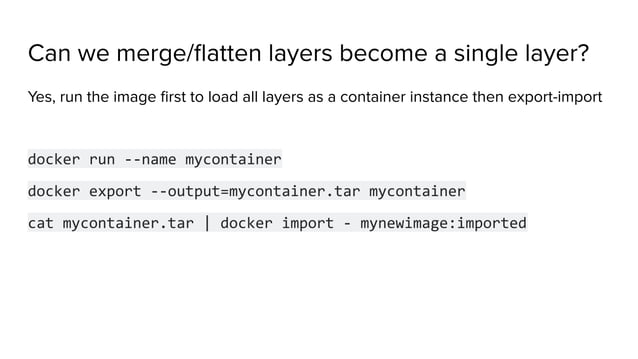 Can we merge/flatten layers become a single layer?
Yes, run the image first to load all layers as a container instance then export-import
docker run --name mycontainer
docker export --output=mycontainer.tar mycontainer
cat mycontainer.tar | docker import - mynewimage:imported